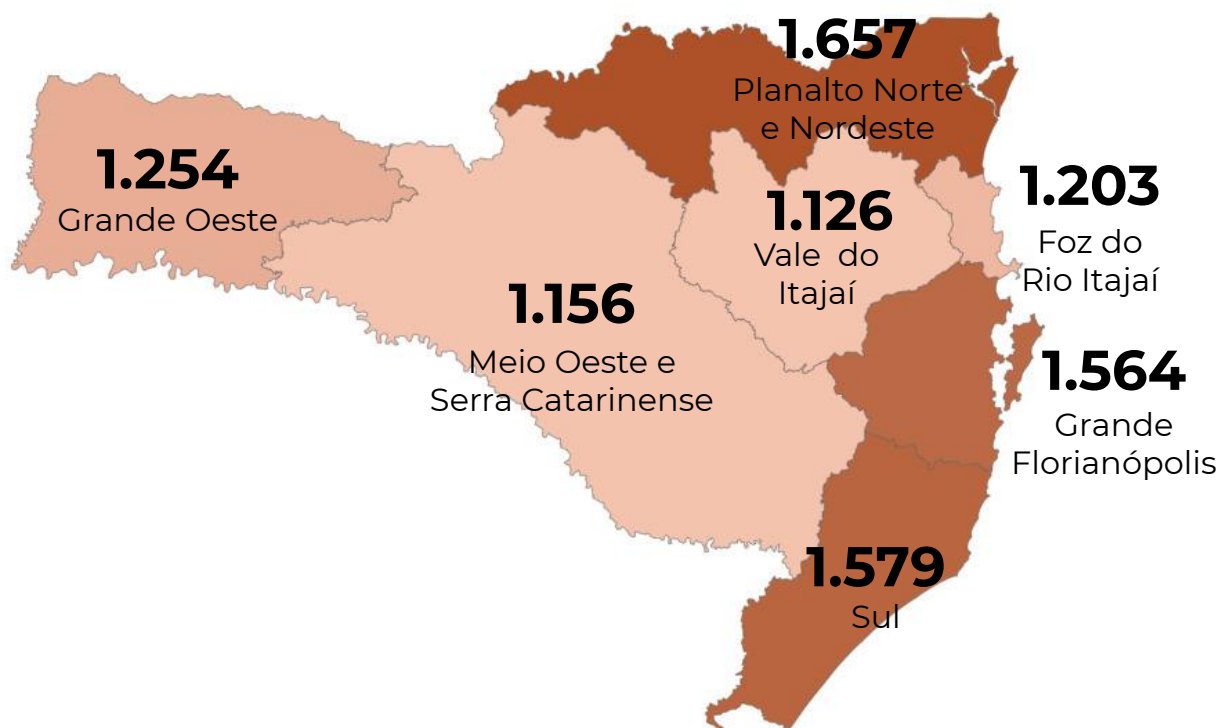 1.657
Planalto Norte
e Nordeste
1.254
Grande Oeste
1.126
Vale do
Itajaí
1.203
Foz do
Rio Itajaí
1.156
Meio Oeste e
Serra Catarinense
1.564
Grande
Florianópolis
1.579
Sul